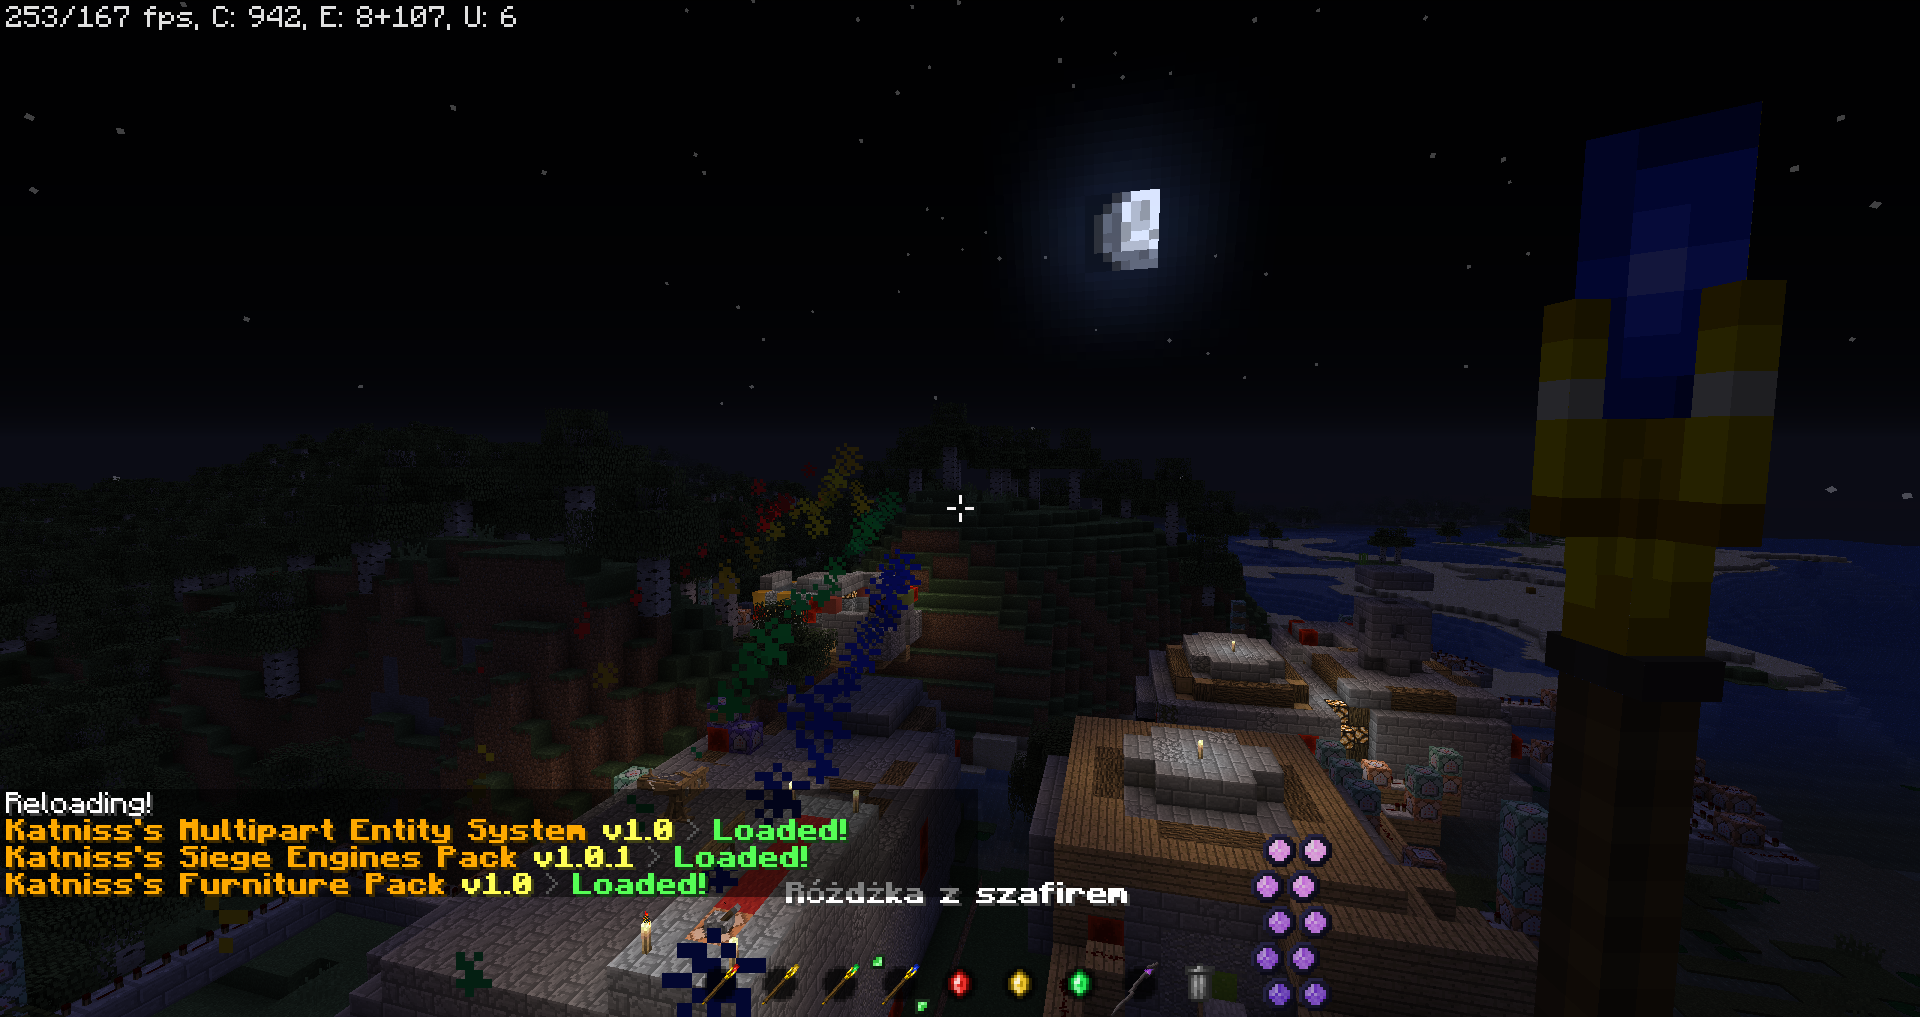 253/167 fps, C: 942, E: 8+107, U: 6
Reloading!
Katniss's Multipart Entity System v1.0 > Loaded!
Katniss's Siege Engines Pack v1.0.1 > Loaded!
Katniss's Furniture Pack v1.0 > Loaded!
Różdżka z szafirem